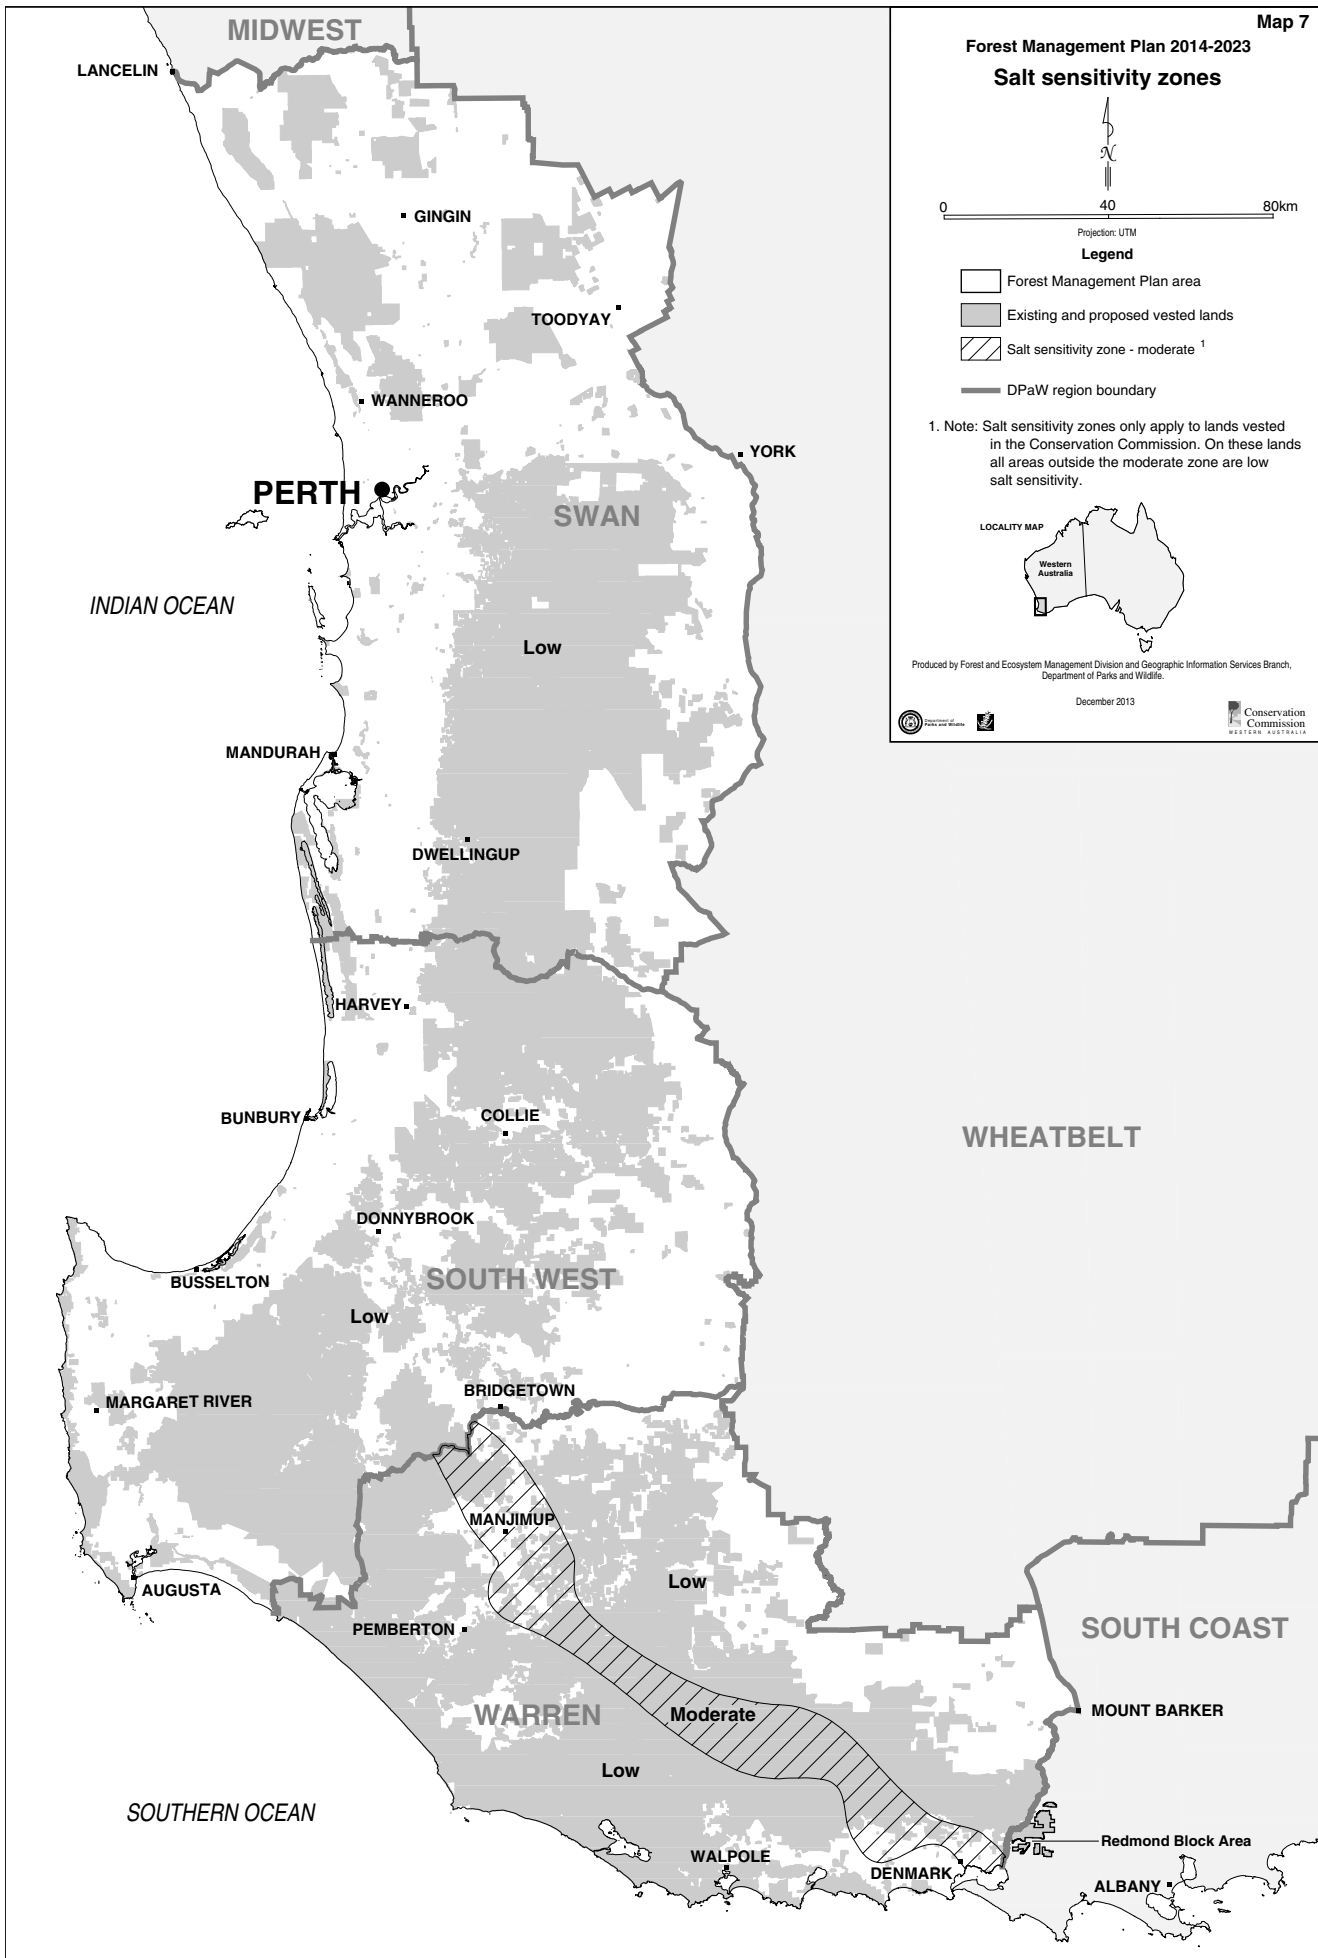 Map 7
Forest Management Plan 2014-2023
Salt sensitivity zones
N
0
40
80km
Projection: UTM
Legend
Forest Management Plan area
Existing and proposed vested lands
Salt sensitivity zone - moderate 1
DPaW region boundary
1. Note: Salt sensitivity zones only apply to lands vested
in the Conservation Commission. On these lands
all areas outside the moderate zone are low
salt sensitivity.
LOCALITY MAP
Western
Australia
Produced by Forest and Ecosystem Management Division and Geographic Information Services Branch,
Department of Parks and Wildlife.
December 2013
Department of
Parks and Wildlife
Conservation
Commission
WESTERN AUSTRALIA
MIDWEST
LANCELIN
GINGIN
TOODYAY
WANNEROO
YORK
PERTH
SWAN
INDIAN OCEAN
Low
MANDURAH
DWELLINGUP
HARVEY
BUNBURY
COLLIE
WHEATBELT
DONNYBROOK
BUSSELTON
SOUTH WEST
Low
BRIDGETOWN
MARGARET RIVER
MANJIMUP
Low
AUGUSTA
PEMBERTON
SOUTH COAST
WARREN
Moderate
MOUNT BARKER
Low
SOUTHERN OCEAN
Redmond Block Area
WALPOLE
DENMARK
ALBANY